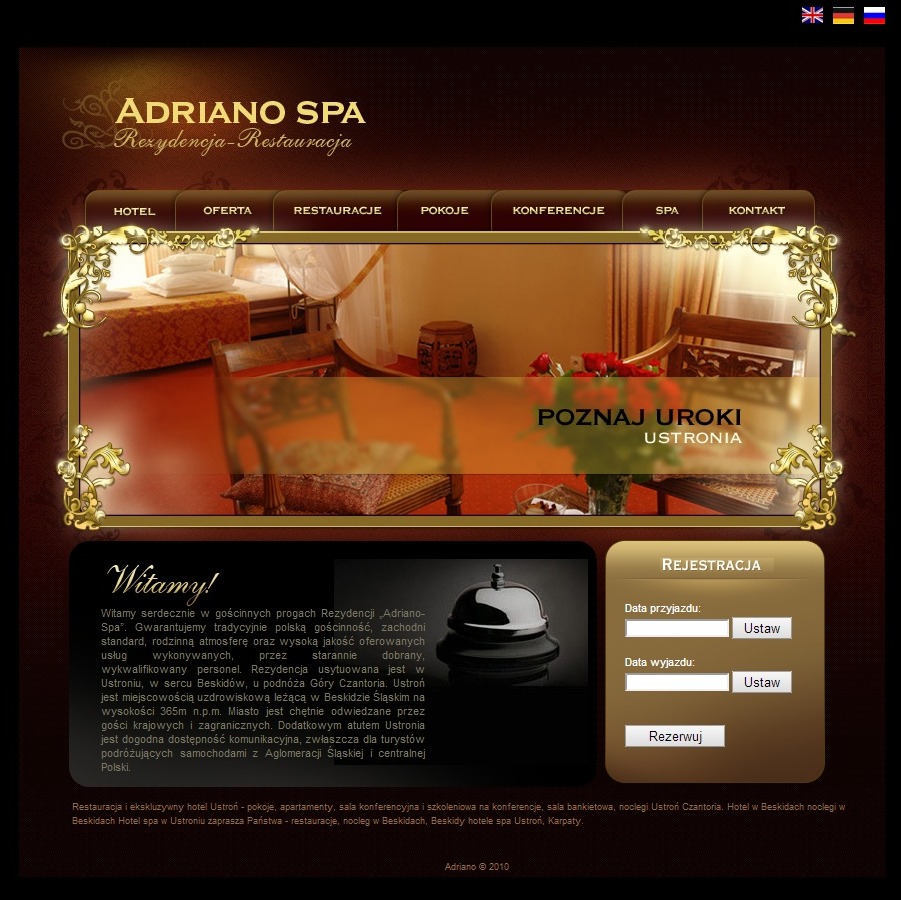 ADRIANO SPA
Rezydencja-Restauracja
HOTEL
OFERTA
RESTAURACJE
POKOJE
KONFERENCJE
SPA
KONTAKT
POZNAJ UROKI
USTRONIA
Witamy!
Witamy serdecznie w gościnnych progach Rezydencji „Adriano-
Spa”. Gwarantujemy tradycyjnie polską gościnność, zachodni
standard, rodzinną atmosferę oraz wysoką jakość oferowanych
usług wykonywanych, przez starannie dobrany,
wykwalifikowany personel. Rezydencja usytuowana jest w
Ustroniu, w sercu Beskidów, u podnóża Góry Czantoria. Ustroń
jest miejscowością uzdrowiskową leżącą w Beskidzie Śląskim na
wysokości 365m n.p.m. Miasto jest chętnie odwiedzane przez
gości krajowych i zagranicznych. Dodatkowym atutem Ustronia
jest dogodna dostępność komunikacyjna, zwłaszcza dla turystów
podróżujących samochodami z Aglomeracji Śląskiej i centralnej
Polski.
REJESTRACJA
Data przyjazdu:
Ustaw
Data wyjazdu:
Ustaw
Rezerwuj
Restauracja i ekskluzywny hotel Ustroń - pokoje, apartamenty, sala konferencyjna i szkoleniowa na konferencje, sala bankietowa, noclegi Ustroń Czantoria. Hotel w Beskidach noclegi w
Beskidach Hotel spa w Ustroniu zaprasza Państwa - restauracje, nocleg w Beskidach, Beskidy hotele spa Ustroń, Karpaty.
Adriano © 2010